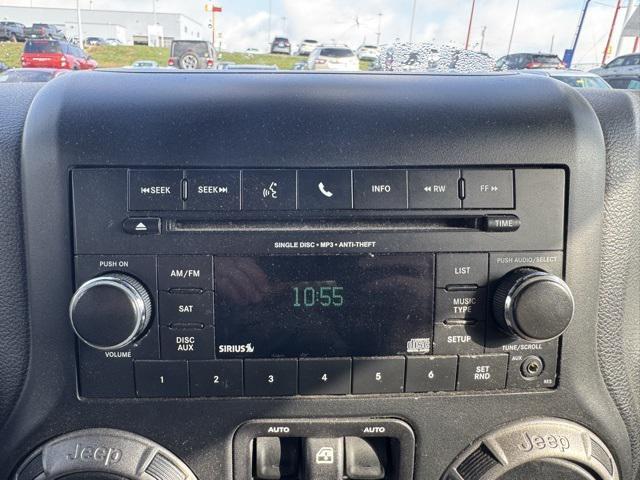 ⏮SEEK SEEK⏭ INFO ◀◀ RW FF ▶▶
TIME
SINGLE DISC • MP3 • ANTI-THEFT
PUSH ON
PUSH AUDIO/SELECT
AM/FM
LIST
SAT
10:55
MUSIC
TYPE
DISC
AUX
SETUP
SIRIUS
VOLUME
TUNE/SCROLL
1 2 3 4 5 6
SET
RND
AUX
RES
AUTO AUTO
Jeep Jeep